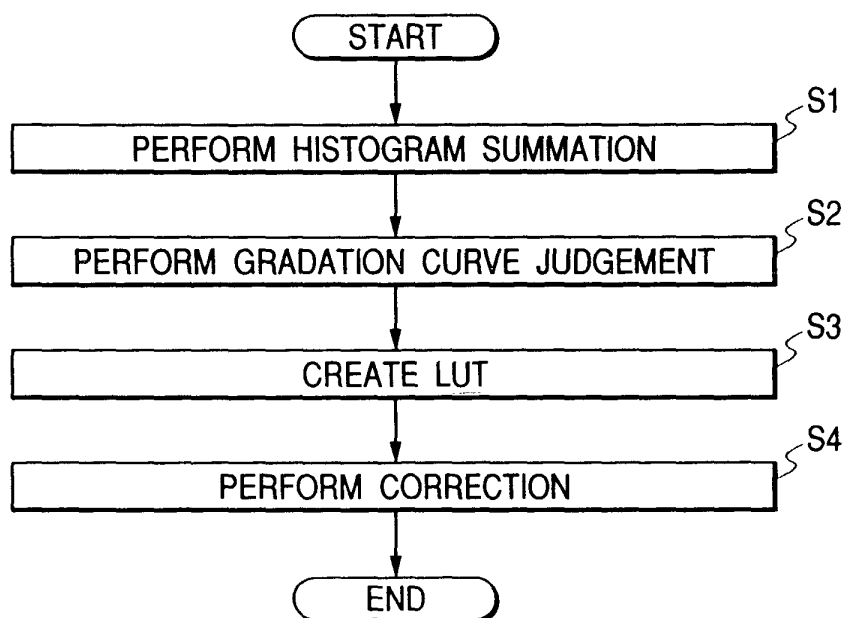 START
S1
PERFORM HISTOGRAM SUMMATION
S2
PERFORM GRADATION CURVE JUDGEMENT
S3
CREATE LUT
S4
PERFORM CORRECTION
END